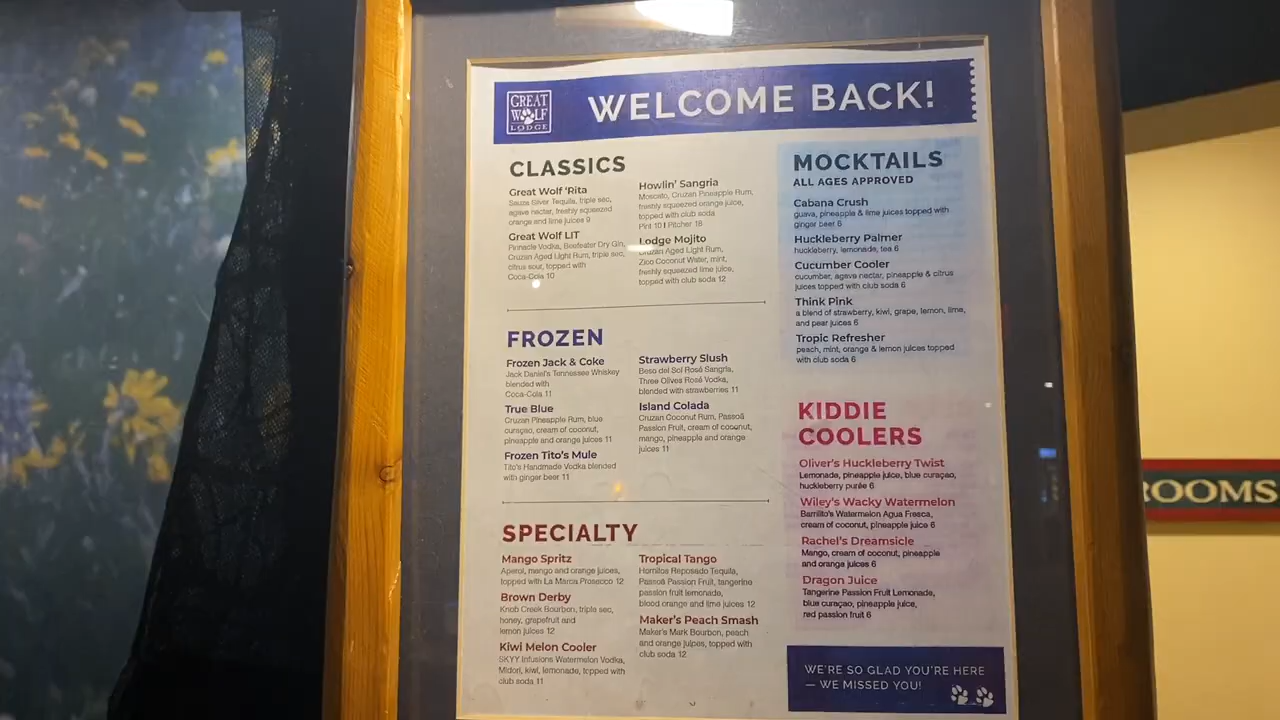 GREAT
WOLF
LODGE
WELCOME BACK!
CLASSICS
Great Wolf 'Rita
Sauza Silver Tequila, triple sec,
agave nectar, freshly squeezed
orange and lime juices 9
Great Wolf LIT
Pinnacle Vodka, Beefeater Dry Gin,
Cruzan Aged Light Rum, triple sec,
citrus sour, topped with
Coca-Cola 10
Howlin' Sangria
Moscato, Cruzan Pineapple Rum,
freshly squeezed orange juice,
topped with club soda
Pint 10 | Pitcher 18
Lodge Mojito
Cruzan Aged Light Rum,
Zico Coconut Water, mint,
freshly squeezed lime juice,
topped with club soda 12
FROZEN
Frozen Jack & Coke
Jack Daniel's Tennessee Whiskey
blended with
Coca-Cola 11
True Blue
Cruzan Pineapple Rum, blue
curaçao, cream of coconut,
pineapple and orange juices 11
Frozen Tito's Mule
Tito's Handmade Vodka blended
with ginger beer 11
Strawberry Slush
Beso del Sol Rosé Sangria,
Three Olives Rosé Vodka,
blended with strawberries 11
Island Colada
Cruzan Coconut Rum, Passoã
Passion Fruit, cream of coconut,
mango, pineapple and orange
juices 11
SPECIALTY
Mango Spritz
Aperol, mango and orange juices,
topped with La Marca Prosecco 12
Brown Derby
Knob Creek Bourbon, triple sec,
honey, grapefruit and
lemon juices 12
Kiwi Melon Cooler
SKYY Infusions Watermelon Vodka,
Midori, kiwi, lemonade, topped with
club soda 11
Tropical Tango
Hornitos Reposado Tequila,
Passoã Passion Fruit, tangerine
passion fruit lemonade,
blood orange and lime juices 12
Maker's Peach Smash
Maker's Mark Bourbon, peach
and orange juices, topped with
club soda 12
MOCKTAILS
ALL AGES APPROVED
Cabana Crush
guava, pineapple & lime juices topped with
ginger beer 6
Huckleberry Palmer
huckleberry, lemonade, tea 6
Cucumber Cooler
cucumber, agave nectar, pineapple & citrus
juices topped with club soda 6
Think Pink
a blend of strawberry, kiwi, grape, lemon, lime,
and pear juices 6
Tropic Refresher
peach, mint, orange & lemon juices topped
with club soda 6
KIDDIE
COOLERS
Oliver's Huckleberry Twist
Lemonade, pineapple juice, blue curaçao,
huckleberry purée 6
Wiley's Wacky Watermelon
Barrilito's Watermelon Agua Fresca,
cream of coconut, pineapple juice 6
Rachel's Dreamsicle
Mango, cream of coconut, pineapple
and orange juices 6
Dragon Juice
Tangerine Passion Fruit Lemonade,
blue curaçao, pineapple juice,
red passion fruit 6
WE'RE SO GLAD YOU'RE HERE
— WE MISSED YOU!
ROOMS